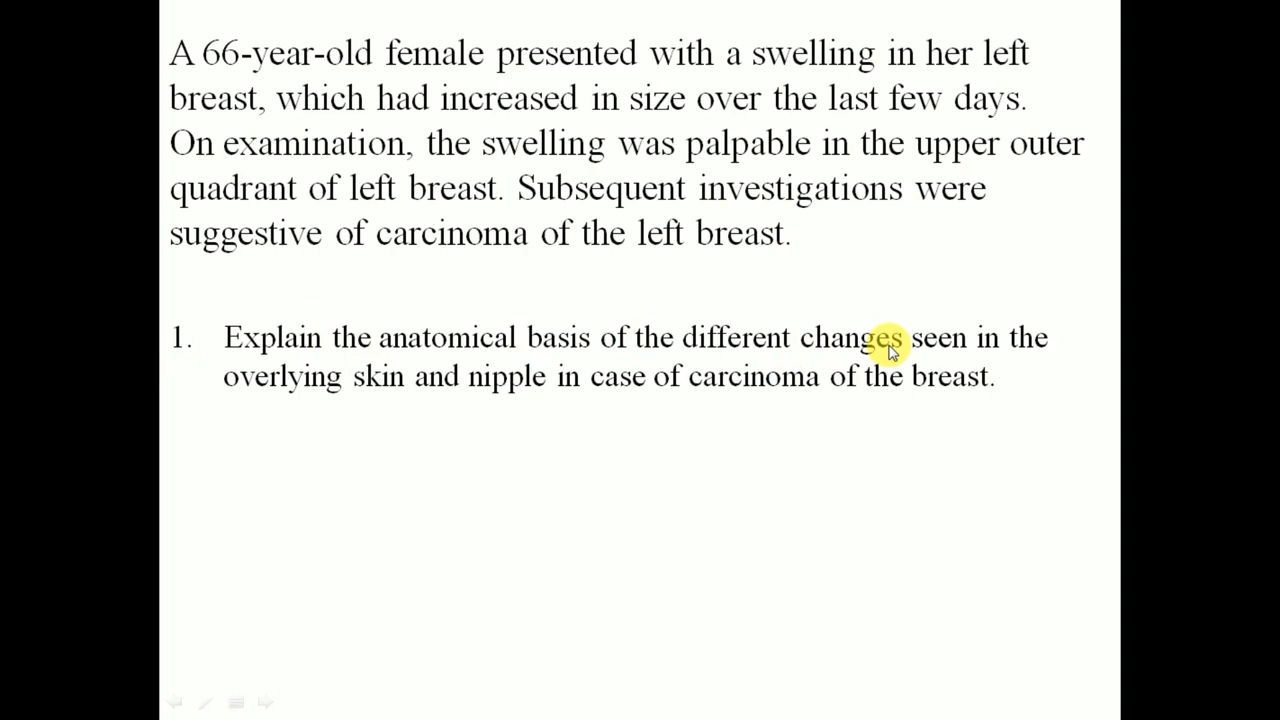 A 66-year-old female presented with a swelling in her left
breast, which had increased in size over the last few days.
On examination, the swelling was palpable in the upper outer
quadrant of left breast. Subsequent investigations were
suggestive of carcinoma of the left breast.
1. Explain the anatomical basis of the different changes seen in the
overlying skin and nipple in case of carcinoma of the breast.